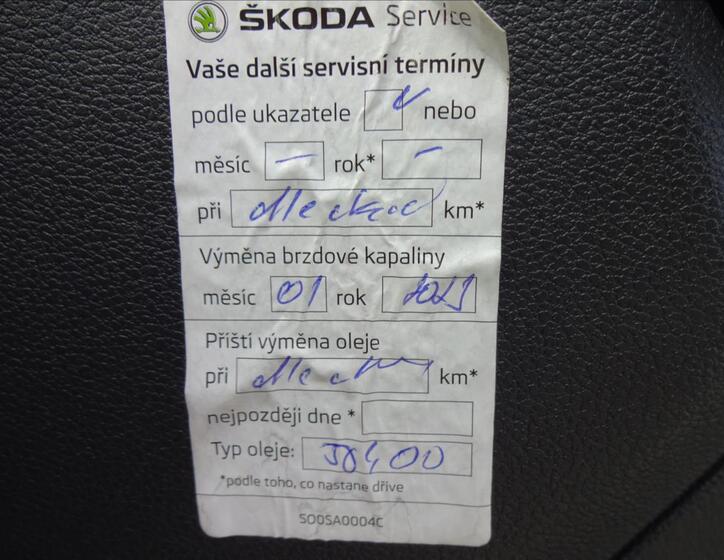 ŠKODA Service
Vaše další servisní termíny
podle ukazatele nebo
měsíc — rok* —
při km*
Výměna brzdové kapaliny
měsíc 01 rok
Příští výměna oleje
při km*
nejpozději dne *
Typ oleje: 50400
*podle toho, co nastane dříve
S00SA0004C